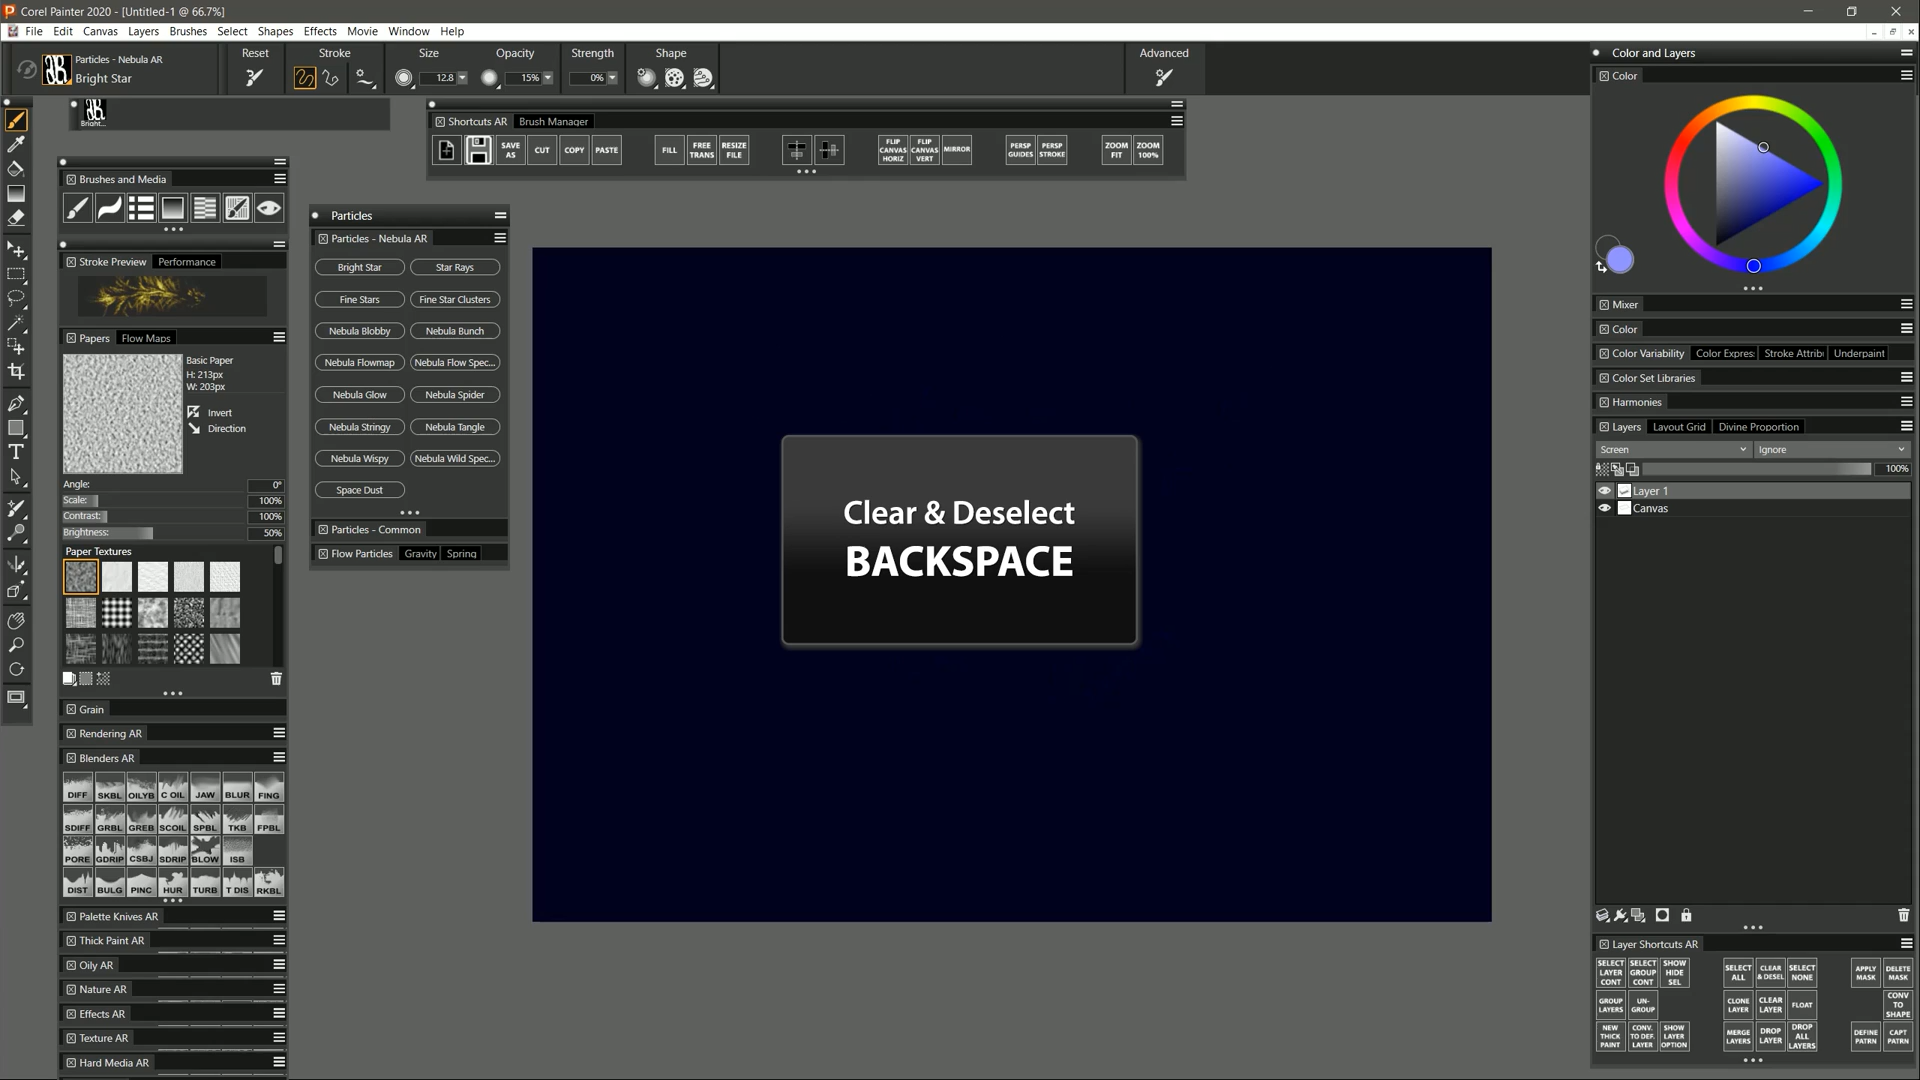 Corel Painter 2020 - [Untitled-1 @ 66.7%]
File Edit Canvas Layers Brushes Select Shapes Effects Movie Window Help
Particles - Nebula AR
Bright Star
Reset
Stroke
Size
12.8
Opacity
15%
Strength
0%
Shape
Advanced
Bright...
Shortcuts AR
Brush Manager
SAVE AS
CUT
COPY
PASTE
FILL
FREE TRANS
RESIZE FILE
FLIP CANVAS HORIZ
FLIP CANVAS VERT
MIRROR
PERSP GUIDES
PERSP STROKE
ZOOM FIT
ZOOM 100%
Brushes and Media
Stroke Preview
Performance
Papers
Flow Maps
Basic Paper
H: 213px
W: 203px
Invert
Direction
Angle: 0°
Scale: 100%
Contrast: 100%
Brightness: 50%
Paper Textures
Grain
Rendering AR
Blenders AR
DIFF SKBL OILYB C OIL JAW BLUR FING
SDIFF GRBL GREB SCOIL SPBL TKB FPBL
PORE GDRIP CSBJ SDRIP BLOW ISB
DIST BULG PINC HUR TURB T DIS RKBL
Palette Knives AR
Thick Paint AR
Oily AR
Nature AR
Effects AR
Texture AR
Hard Media AR
Particles
Particles - Nebula AR
Bright Star
Star Rays
Fine Stars
Fine Star Clusters
Nebula Blobby
Nebula Bunch
Nebula Flowmap
Nebula Flow Spec...
Nebula Glow
Nebula Spider
Nebula Stringy
Nebula Tangle
Nebula Wispy
Nebula Wild Spec...
Space Dust
Particles - Common
Flow Particles
Gravity
Spring
Clear & Deselect
BACKSPACE
Color and Layers
Color
Mixer
Color
Color Variability
Color Expres
Stroke Attrib
Underpaint
Color Set Libraries
Harmonies
Layers
Layout Grid
Divine Proportion
Screen
Ignore
100%
Layer 1
Canvas
Layer Shortcuts AR
SELECT LAYER CONT
SELECT GROUP CONT
SHOW HIDE SEL
SELECT ALL
CLEAR & DESEL
SELECT NONE
APPLY MASK
DELETE MASK
GROUP LAYERS
UN-GROUP
CLONE LAYER
CLEAR LAYER
FLOAT
CONV TO SHAPE
NEW THICK PAINT
CONV. TO DEF. LAYER
SHOW LAYER OPTION
MERGE LAYERS
DROP LAYER
DROP ALL LAYERS
DEFINE PATRN
CAPT PATRN